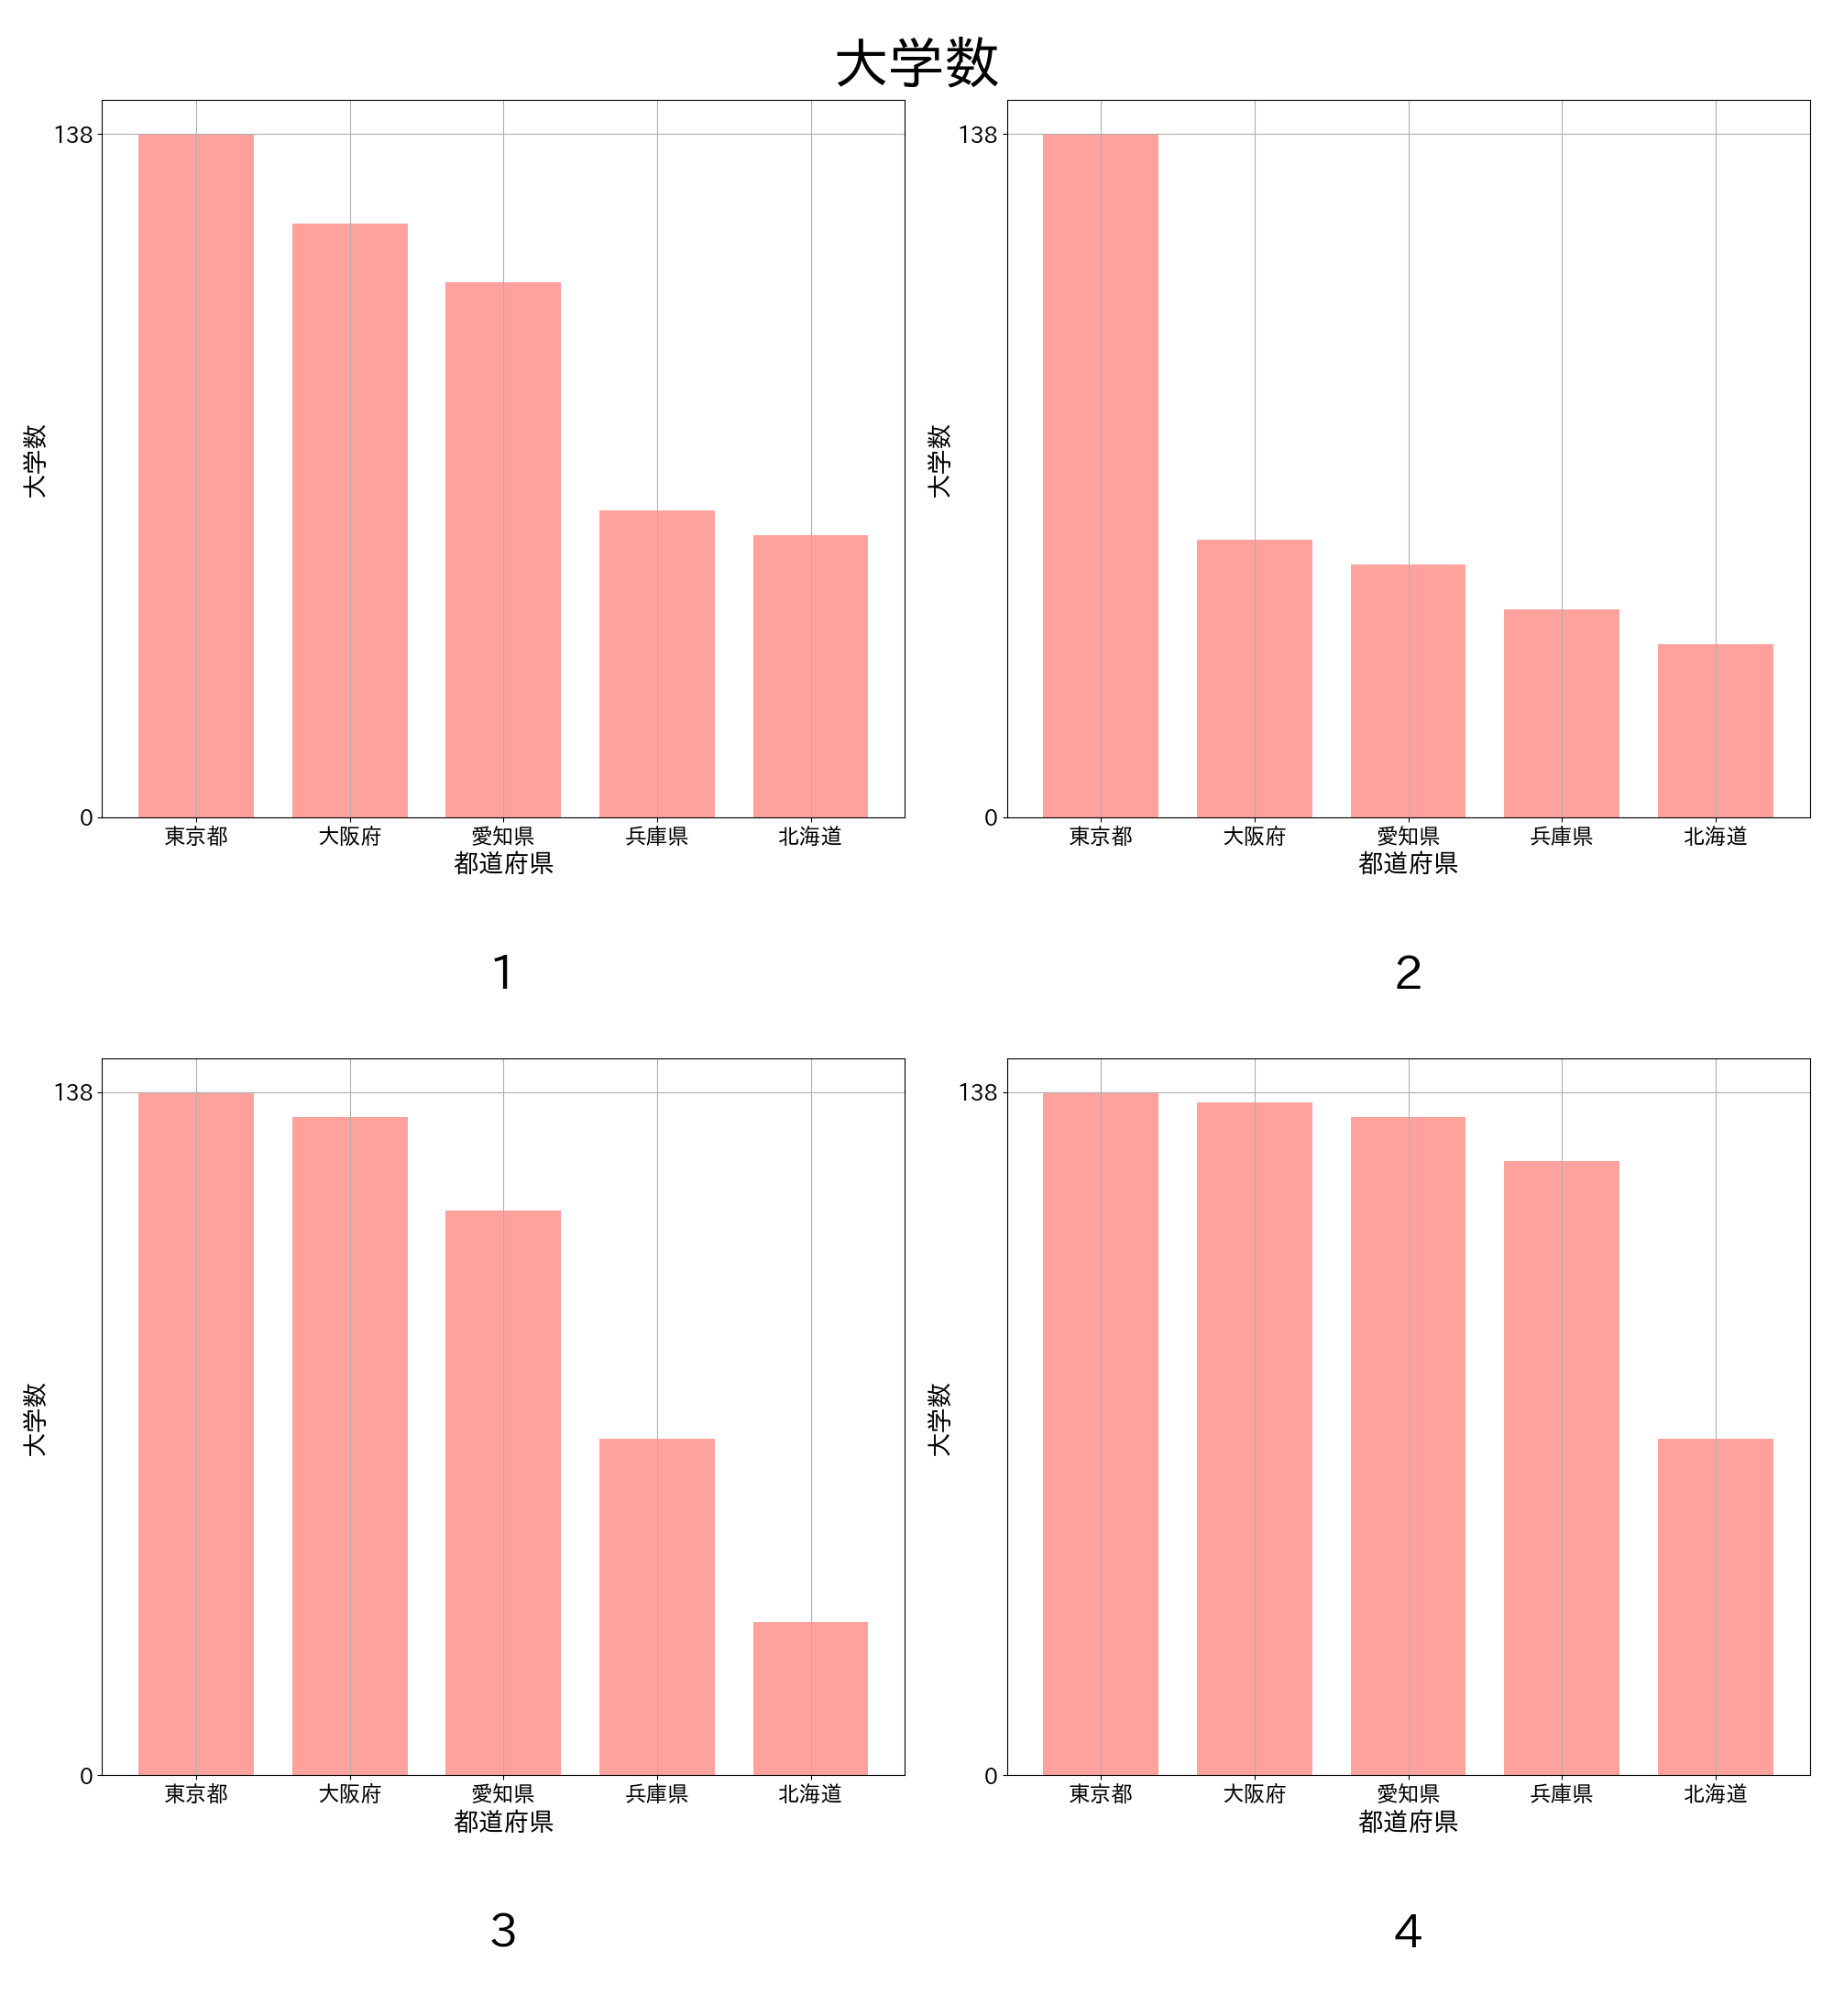 大学数
138
0
大学数
東京都 大阪府 愛知県 兵庫県 北海道
都道府県
1
138
0
大学数
東京都 大阪府 愛知県 兵庫県 北海道
都道府県
2
138
0
大学数
東京都 大阪府 愛知県 兵庫県 北海道
都道府県
3
138
0
大学数
東京都 大阪府 愛知県 兵庫県 北海道
都道府県
4